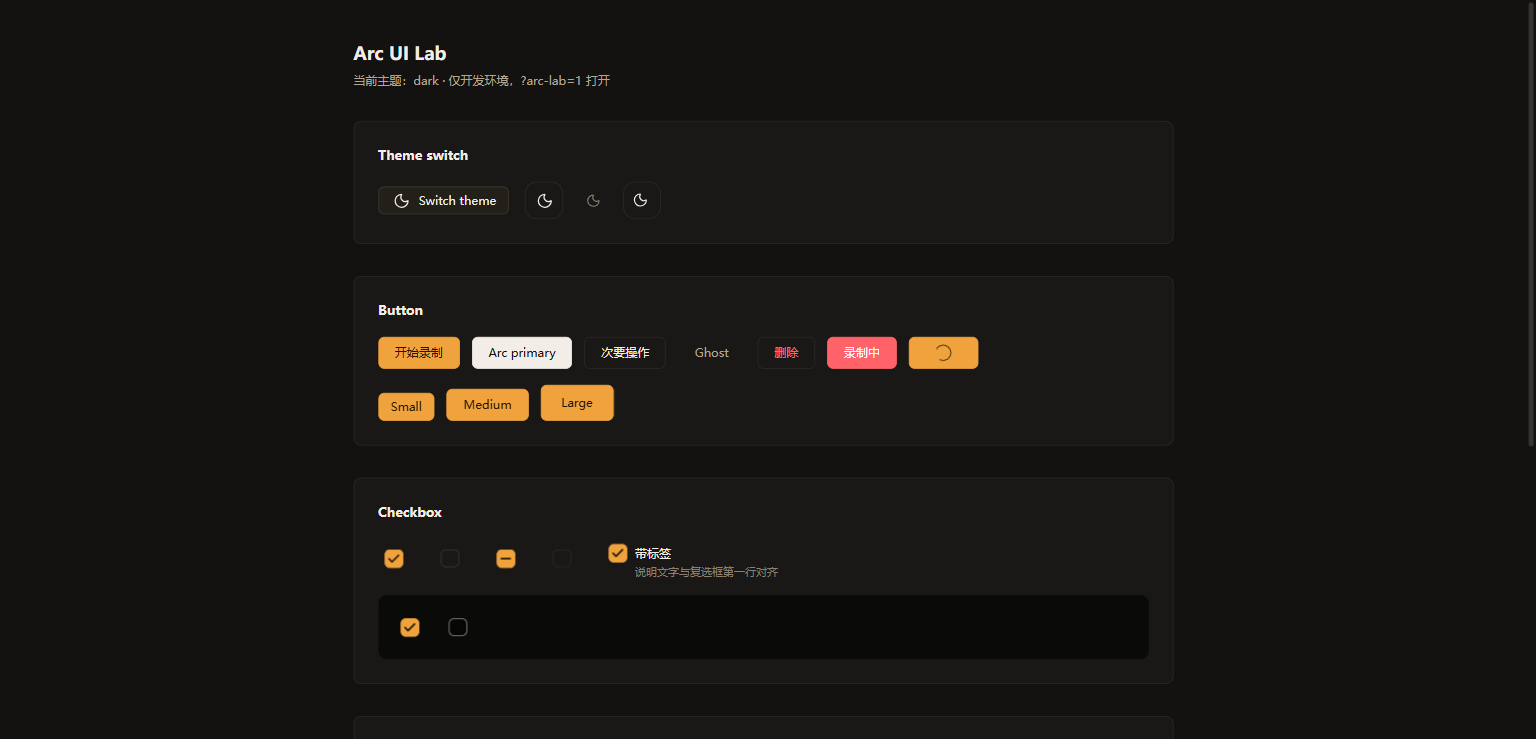 Arc UI Lab
当前主题：dark · 仅开发环境，?arc-lab=1 打开
Theme switch
Switch theme
Button
开始录制
Arc primary
次要操作
Ghost
删除
录制中
Small
Medium
Large
Checkbox
带标签
说明文字与复选框第一行对齐